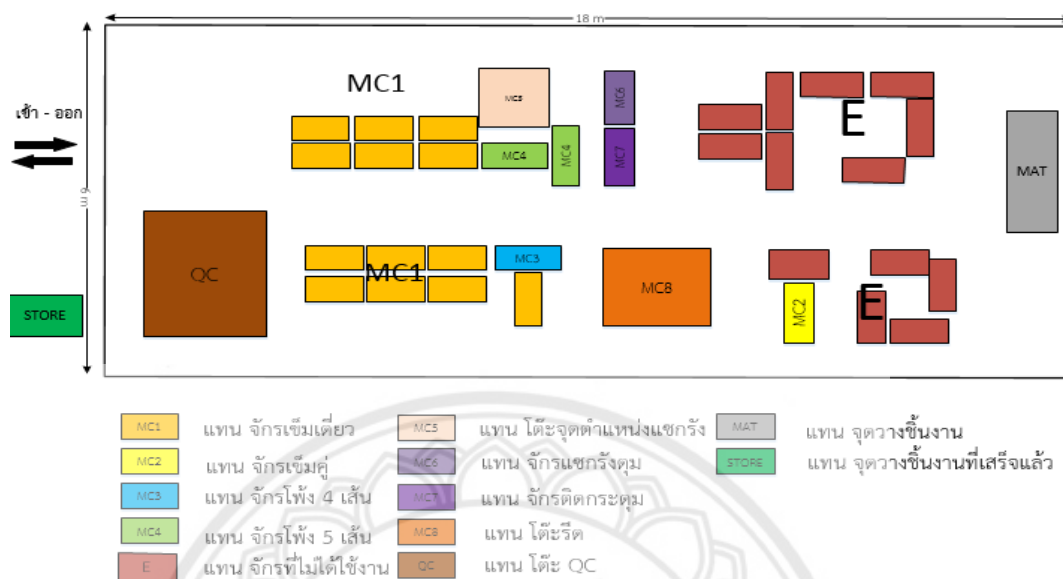 18 m
MC1
MC5
MC6
E
เข้า - ออก
MC4
MC4
MC7
MAT
6 m
QC
MC1
MC3
MC8
MC2
E
STORE
MC1 แทน จักรเข็มเดี่ยว
MC2 แทน จักรเข็มคู่
MC3 แทน จักรโพ้ง 4 เส้น
MC4 แทน จักรโพ้ง 5 เส้น
E แทน จักรที่ไม่ได้ใช้งาน
MC5 แทน โต๊ะจุดตำแหน่งแซกรัง
MC6 แทน จักรแซกรังดุม
MC7 แทน จักรติดกระดุม
MC8 แทน โต๊ะรีด
QC แทน โต๊ะ QC
MAT แทน จุดวางชิ้นงาน
STORE แทน จุดวางชิ้นงานที่เสร็จแล้ว